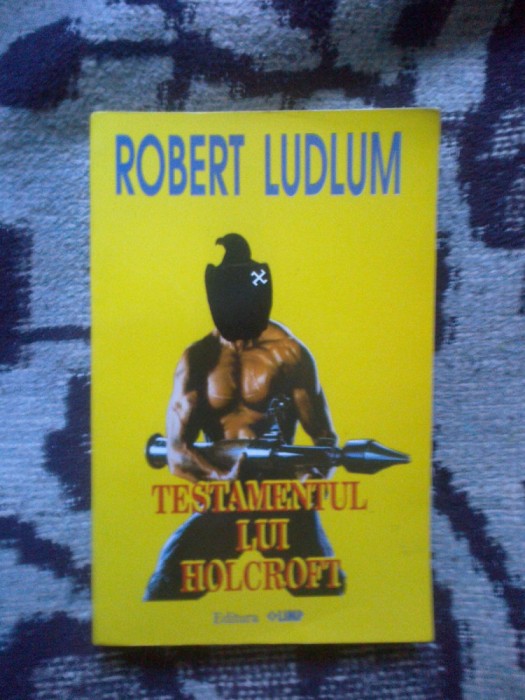 ROBERT LUDLUM
TESTAMENTUL
LUI
HOLCROFT
Editura OLIMP